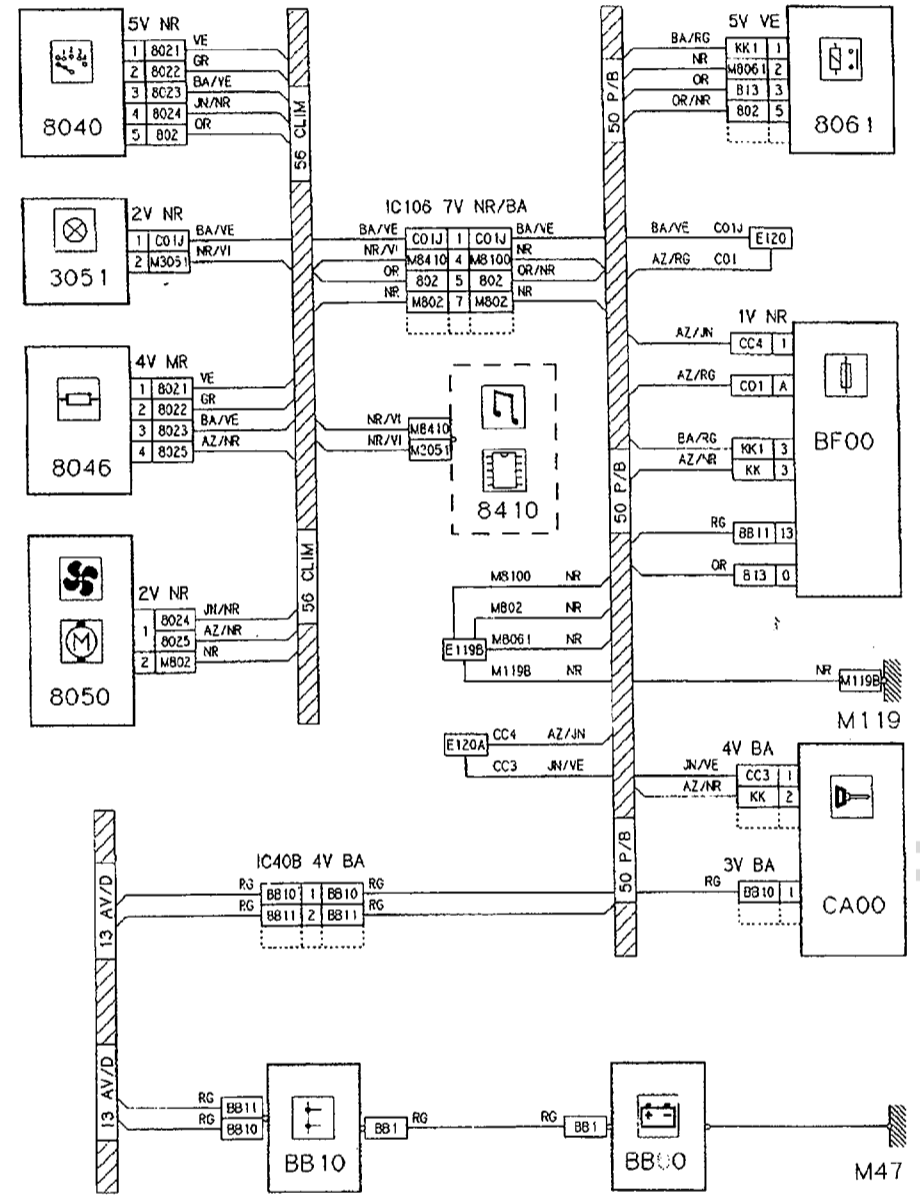 5V NR
1 8021 VE
2 8022 GR
3 8023 BA/VE
4 8024 JN/NR
5 802 OR
8040
56 CLIM
2V NR
1 C01J BA/VE
2 M3051 NR/VI
3051
4V MR
1 8021 VE
2 8022 GR
3 8023 BA/VE
4 8025 AZ/NR
8046
56 CLIM
2V NR
1 8024 JN/NR
8025 AZ/NR
2 M802 NR
8050
IC106 7V NR/BA
BA/VE C01J 1 C01J BA/VE
NR/VI M8410 4 M8100 NR
OR 802 5 802 OR/NR
NR M802 7 M802 NR
NR/VI M8410
NR/VI M3051
8410
50 P/B
5V VE
BA/RG KK1 1
NR M8061 2
OR B13 3
OR/NR 802 5
8061
BA/VE C01J E120
AZ/RG C01
1V NR
AZ/JN CC4 1
AZ/RG C01 A
BA/RG KK1 3
AZ/NR KK 3
RG BB11 13
OR B13 0
BF00
50 P/B
M8100 NR
M802 NR
M8061 NR
E119B
M119B NR
NR M119B
M119
E120A CC4 AZ/JN
CC3 JN/VE
4V BA
JN/VE CC3 1
AZ/NR KK 2
3V BA
RG BB10 1
CA00
50 P/B
IC40B 4V BA
RG BB10 1 BB10 RG
RG BB11 2 BB11 RG
13 AV/D
13 AV/D
RG BB11
RG BB10
BB10
BB1 RG
RG BB1
BB00
M47